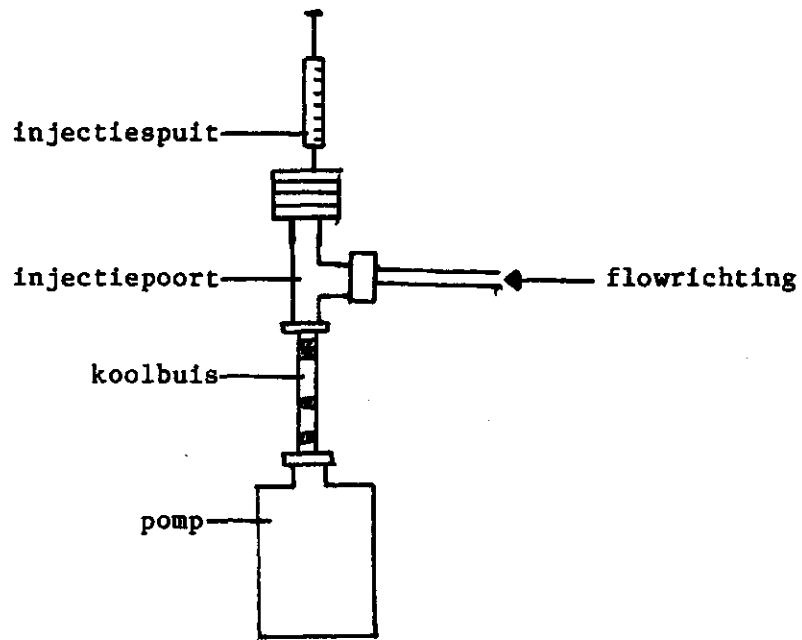 injectiespuit
injectiepoort
flowrichting
koolbuis
pomp